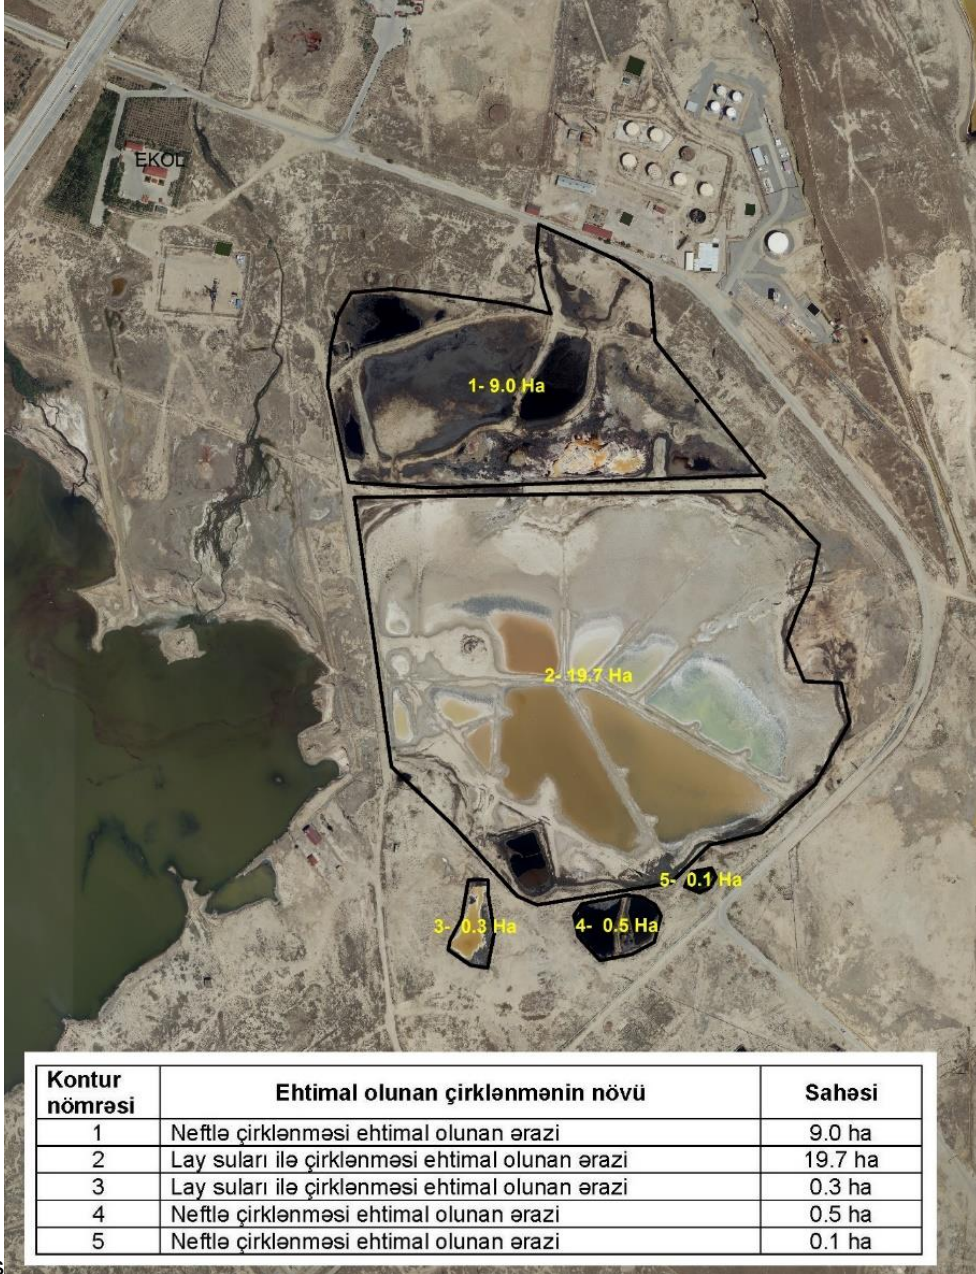 EKOL
1- 9.0 Ha
2- 19.7 Ha
5- 0.1 Ha
3- 0.3 Ha
4- 0.5 Ha
Kontur nömrəsi Ehtimal olunan çirklənmənin növü Sahəsi
1 Neftlə çirklənməsi ehtimal olunan ərazi 9.0 ha
2 Lay suları ilə çirklənməsi ehtimal olunan ərazi 19.7 ha
3 Lay suları ilə çirklənməsi ehtimal olunan ərazi 0.3 ha
4 Neftlə çirklənməsi ehtimal olunan ərazi 0.5 ha
5 Neftlə çirklənməsi ehtimal olunan ərazi 0.1 ha